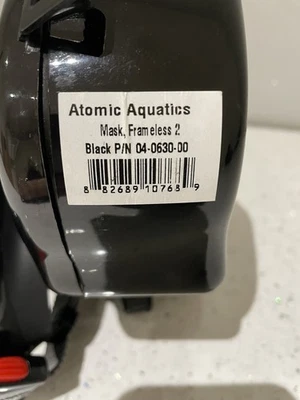 Atomic Aquatics
Mask, Frameless 2
Black P/N 04-0630-00
8 82689 10768 9